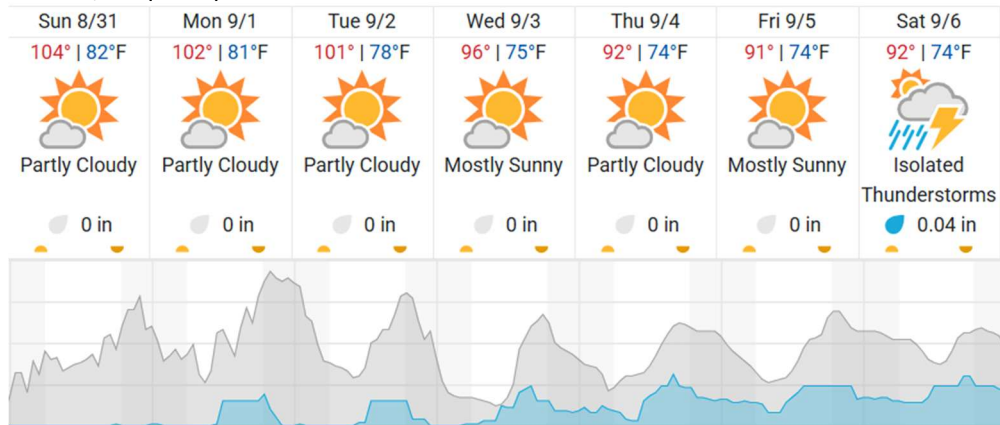 Sun 8/31 Mon 9/1 Tue 9/2 Wed 9/3 Thu 9/4 Fri 9/5 Sat 9/6
104° | 82°F 102° | 81°F 101° | 78°F 96° | 75°F 92° | 74°F 91° | 74°F 92° | 74°F
Partly Cloudy Partly Cloudy Partly Cloudy Mostly Sunny Partly Cloudy Mostly Sunny Isolated
Thunderstorms
0 in 0 in 0 in 0 in 0 in 0 in 0.04 in